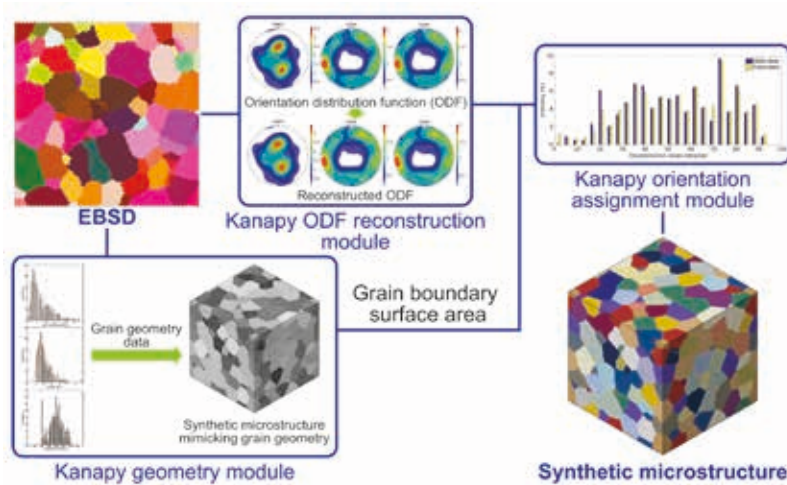 Orientation distribution function (ODF)
Reconstructed ODF
EBSD
Kanapy ODF reconstruction
module
Kanapy orientation
assignment module
Grain geometry
data
Synthetic microstructure
mimicking grain geometry
Grain boundary
surface area
Kanapy geometry module
Synthetic microstructure